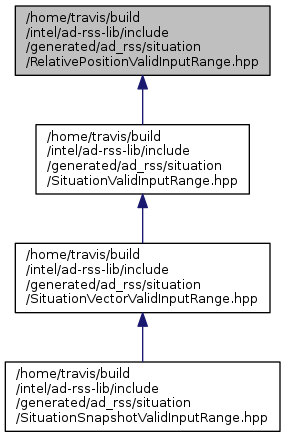 /home/travis/build
/intel/ad-rss-lib/include
/generated/ad_rss/situation
/RelativePositionValidInputRange.hpp
/home/travis/build
/intel/ad-rss-lib/include
/generated/ad_rss/situation
/SituationValidInputRange.hpp
/home/travis/build
/intel/ad-rss-lib/include
/generated/ad_rss/situation
/SituationVectorValidInputRange.hpp
/home/travis/build
/intel/ad-rss-lib/include
/generated/ad_rss/situation
/SituationSnapshotValidInputRange.hpp